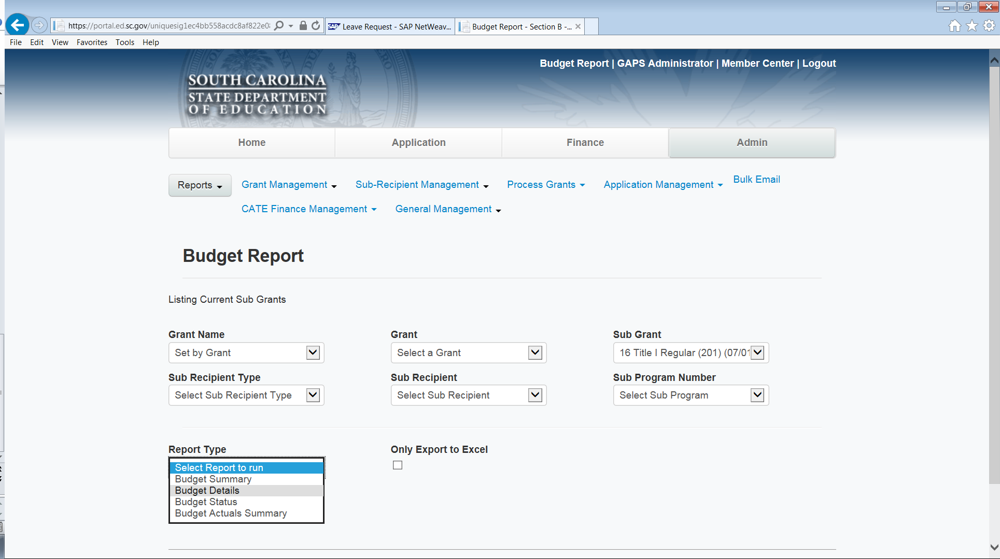 https://portal.ed.sc.gov/uniquesig1ec4bb558acdc8af822e0
SAP Leave Request - SAP NetWeav...
Budget Report - Section B -...
File Edit View Favorites Tools Help
Budget Report | GAPS Administrator | Member Center | Logout
SOUTH CAROLINA
STATE DEPARTMENT
OF EDUCATION
Home Application Finance Admin
Reports Grant Management Sub-Recipient Management Process Grants Application Management Bulk Email
CATE Finance Management General Management
Budget Report
Listing Current Sub Grants
Grant Name Grant Sub Grant
Set by Grant Select a Grant 16 Title I Regular (201) (07/01
Sub Recipient Type Sub Recipient Sub Program Number
Select Sub Recipient Type Select Sub Recipient Select Sub Program
Report Type Only Export to Excel
Select Report to run
Budget Summary
Budget Details
Budget Status
Budget Actuals Summary